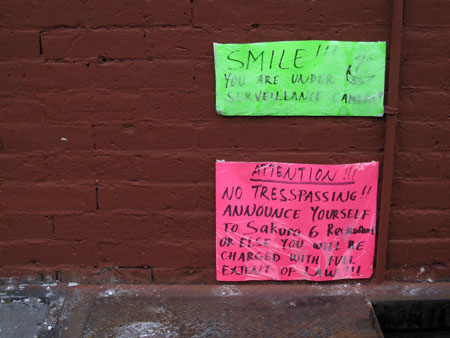 SMILE!!!
YOU ARE UNDER
SURVEILLANCE CAMERA
ATTENTION!!!
NO TRESSPASSING!!
ANNOUNCE YOURSELF
TO Sakura 6 Restaurant
OR ELSE YOU WILL BE
CHARGED WITH FULL
EXTENT OF LAW!!!